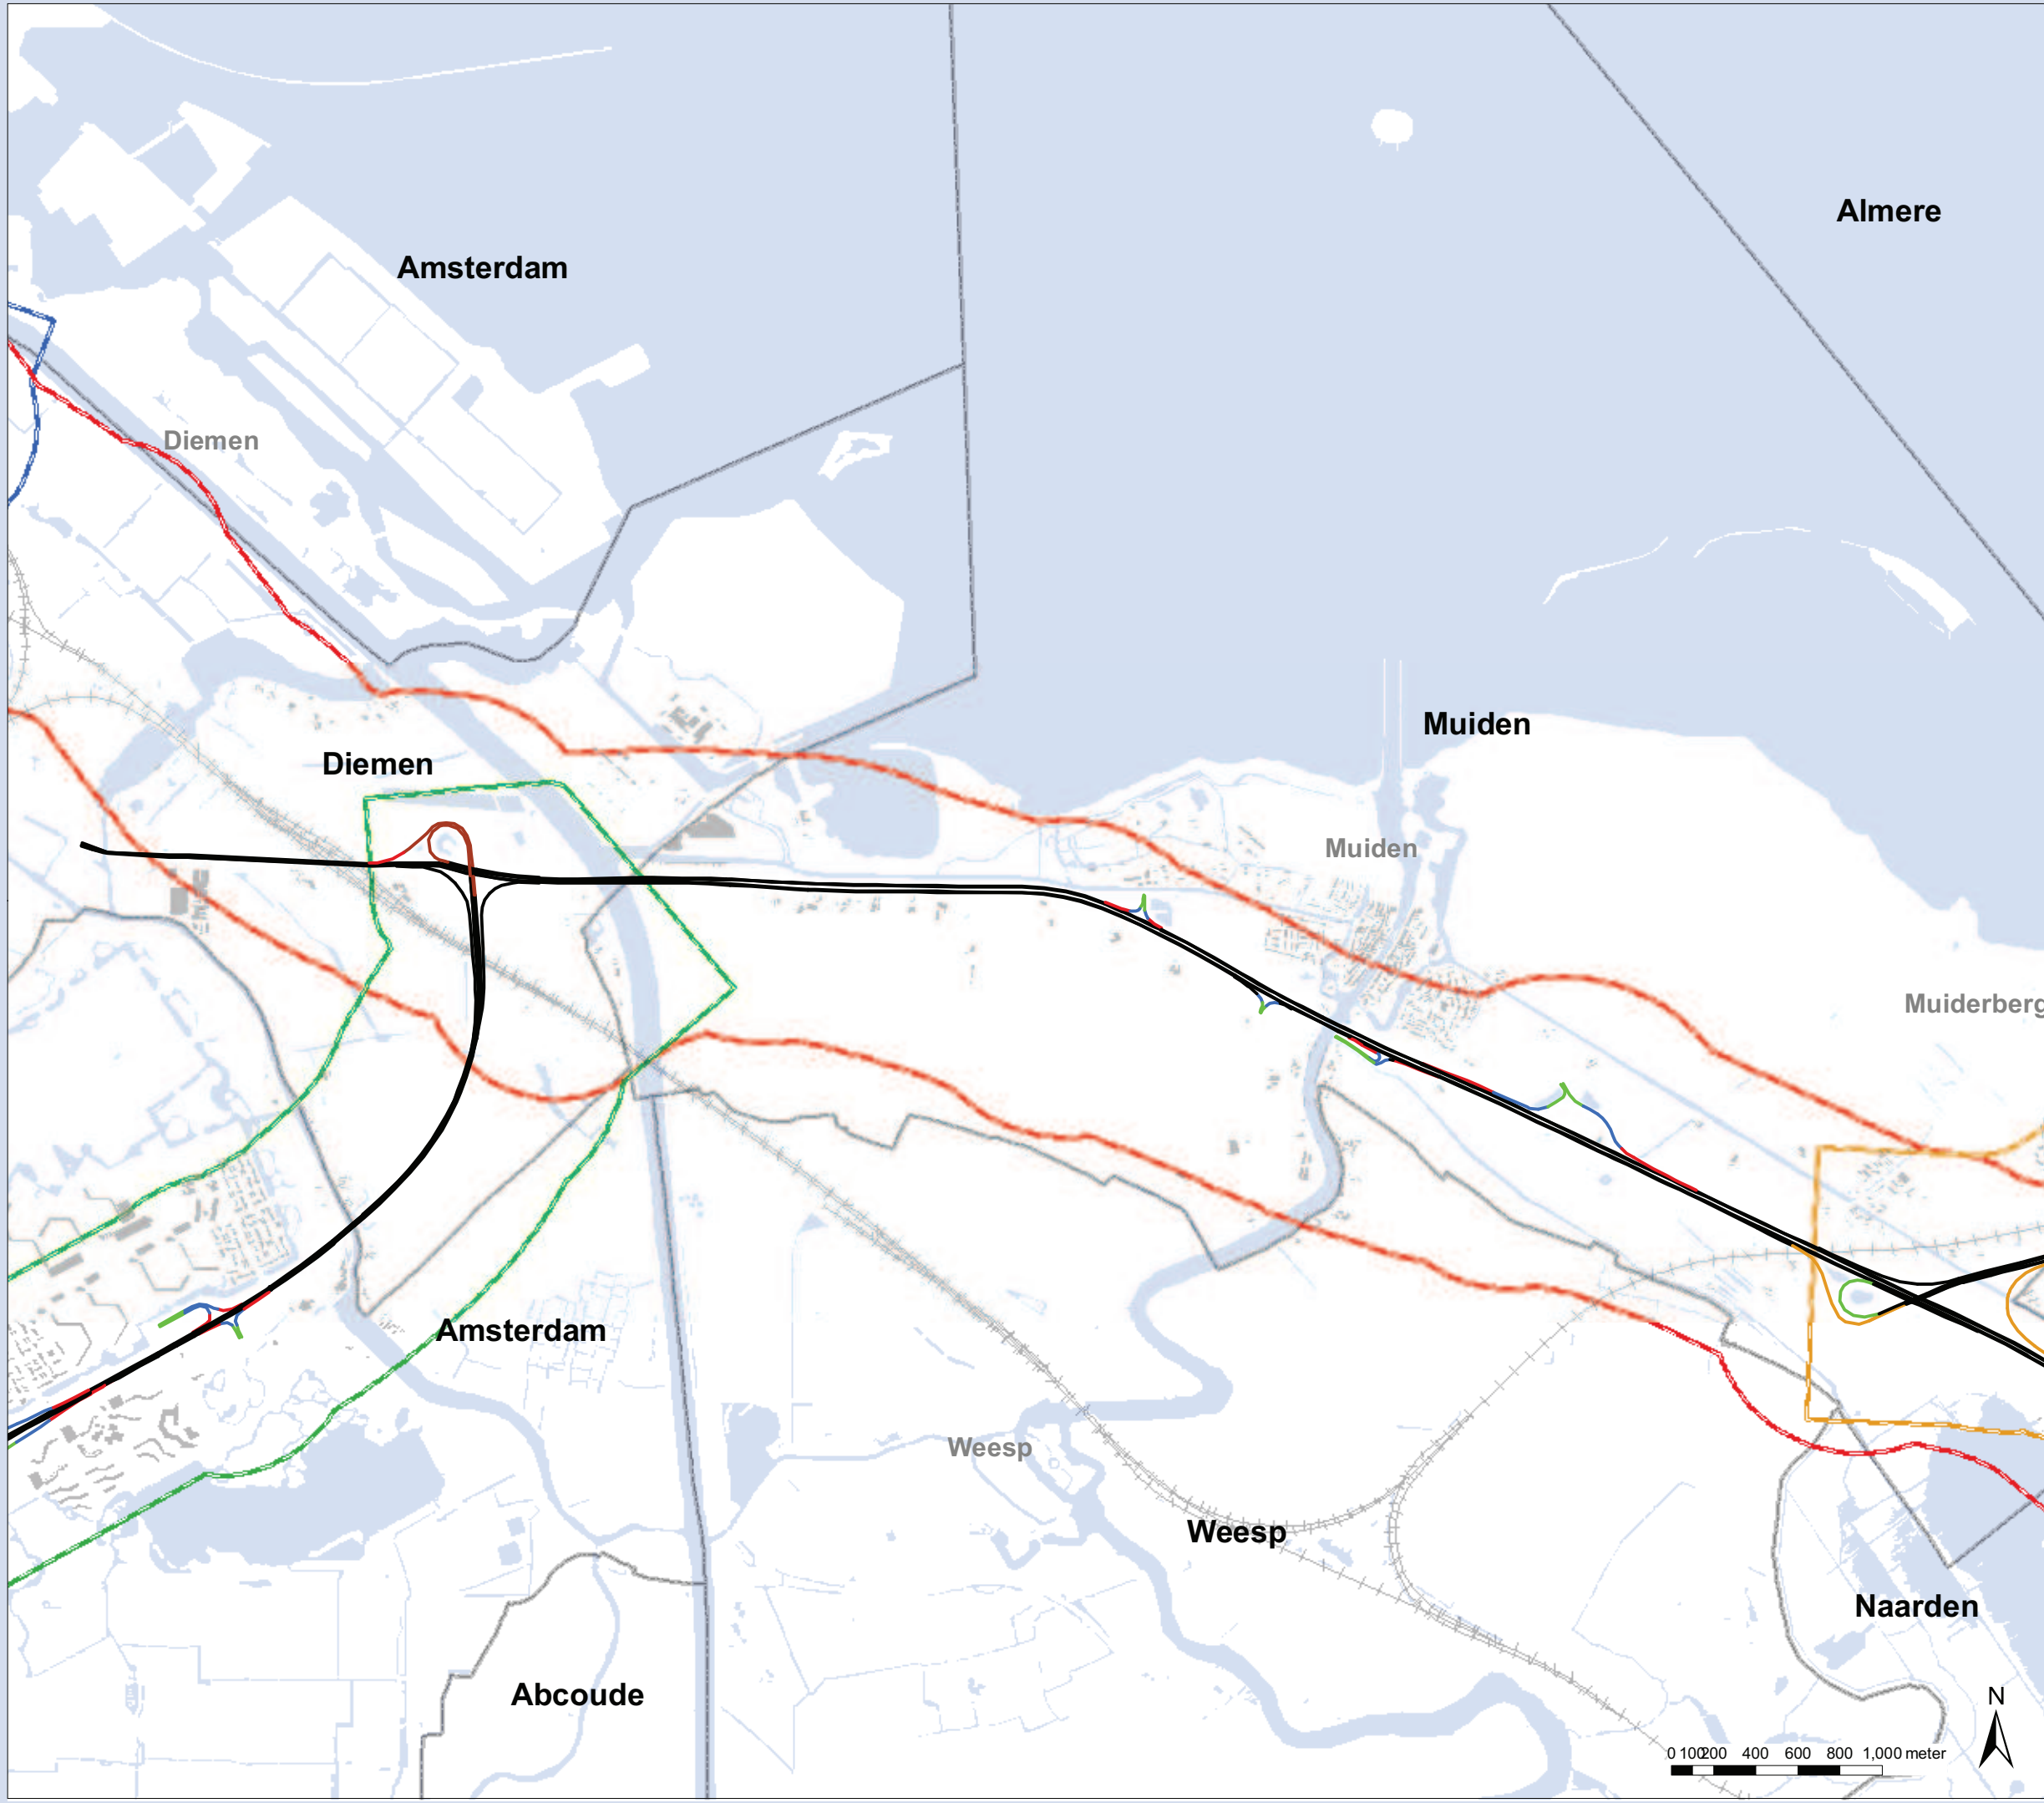 Almere
Amsterdam
Diemen
Muiden
Diemen
Muiden
Muiderberg
Amsterdam
Weesp
Weesp
Naarden
Abcoude
N
0 100 200 400 600 800 1,000 meter